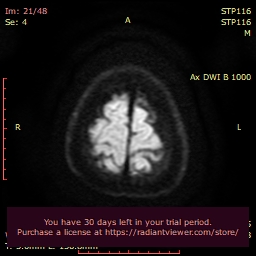 Im: 21/48
Se: 4
A
STP116
STP116
M
Ax DWI B 1000
R
L
You have 30 days left in your trial period.
Purchase a license at https://radiantviewer.com/store/